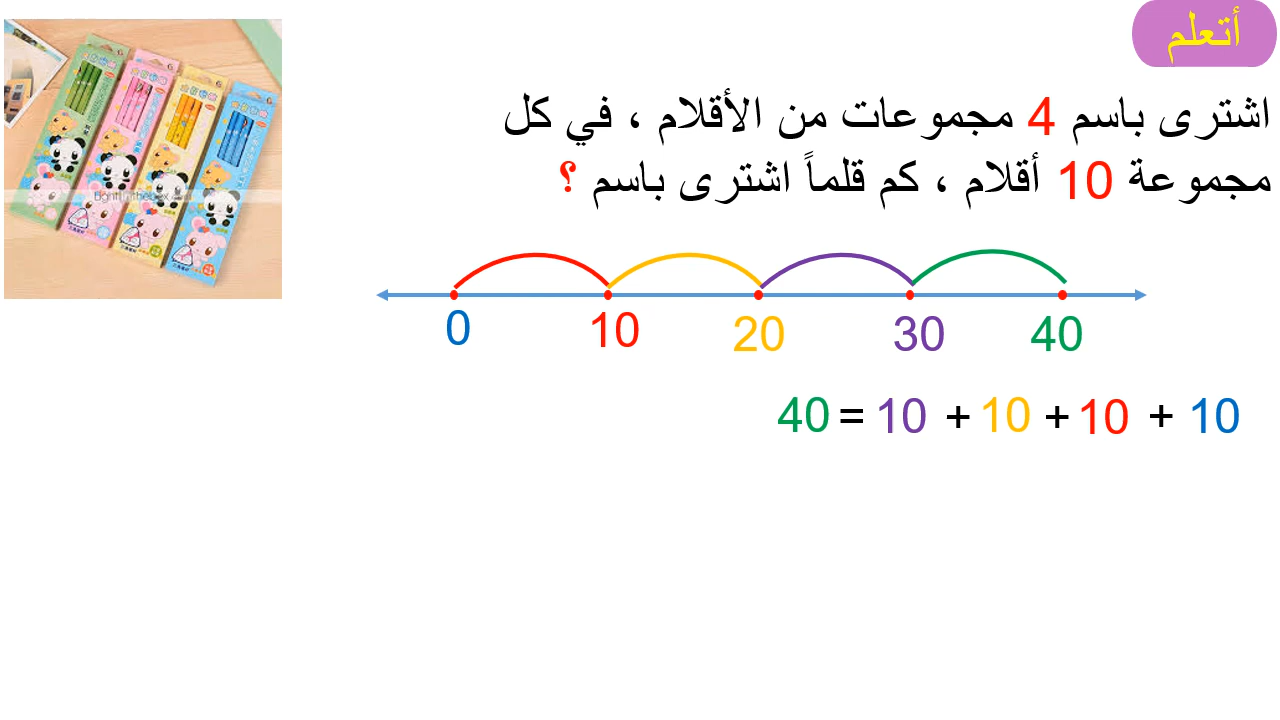 أتعلم
اشترى باسم 4 مجموعات من الأقلام ، في كل
مجموعة 10 أقلام ، كم قلماً اشترى باسم ؟
0 10 20 30 40
40 = 10 + 10 + 10 + 10